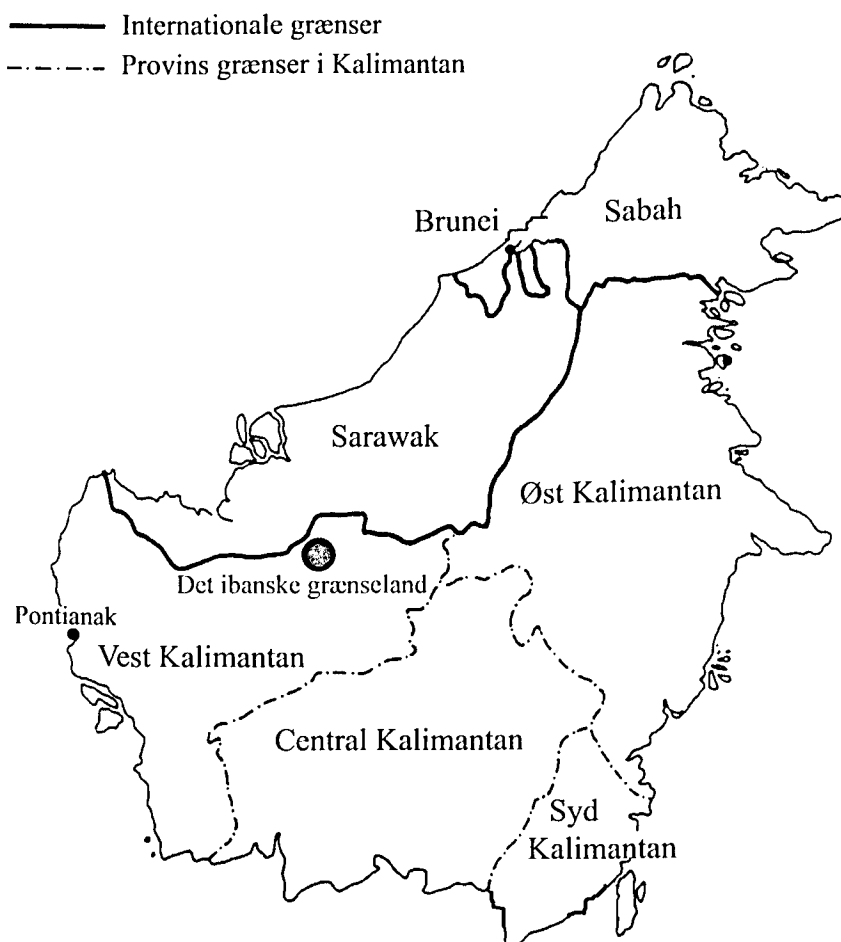 Internationale grænser
Provins grænser i Kalimantan
Brunei
Sabah
Sarawak
Øst Kalimantan
Det ibanske grænseland
Pontianak
Vest Kalimantan
Central Kalimantan
Syd
Kalimantan